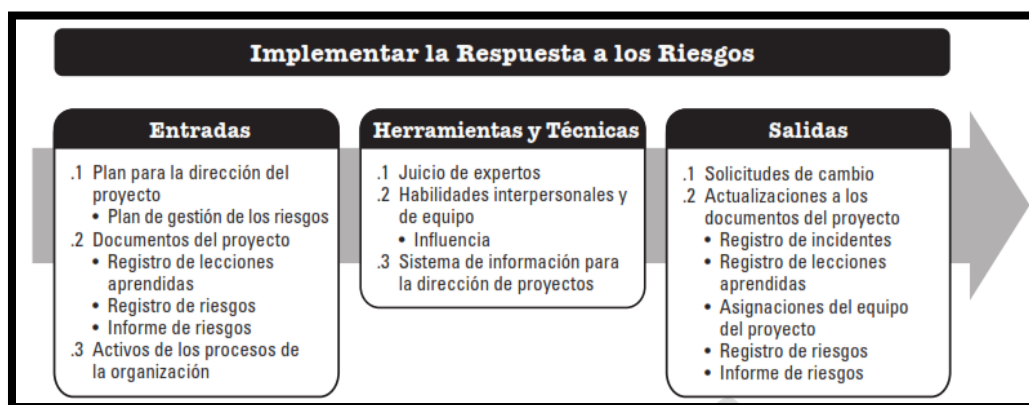 Implementar la Respuesta a los Riesgos
Entradas
.1 Plan para la dirección del
proyecto
• Plan de gestión de los riesgos
.2 Documentos del proyecto
• Registro de lecciones
aprendidas
• Registro de riesgos
• Informe de riesgos
.3 Activos de los procesos de
la organización
Herramientas y Técnicas
.1 Juicio de expertos
.2 Habilidades interpersonales y
de equipo
• Influencia
.3 Sistema de información para
la dirección de proyectos
Salidas
.1 Solicitudes de cambio
.2 Actualizaciones a los
documentos del proyecto
• Registro de incidentes
• Registro de lecciones
aprendidas
• Asignaciones del equipo
del proyecto
• Registro de riesgos
• Informe de riesgos